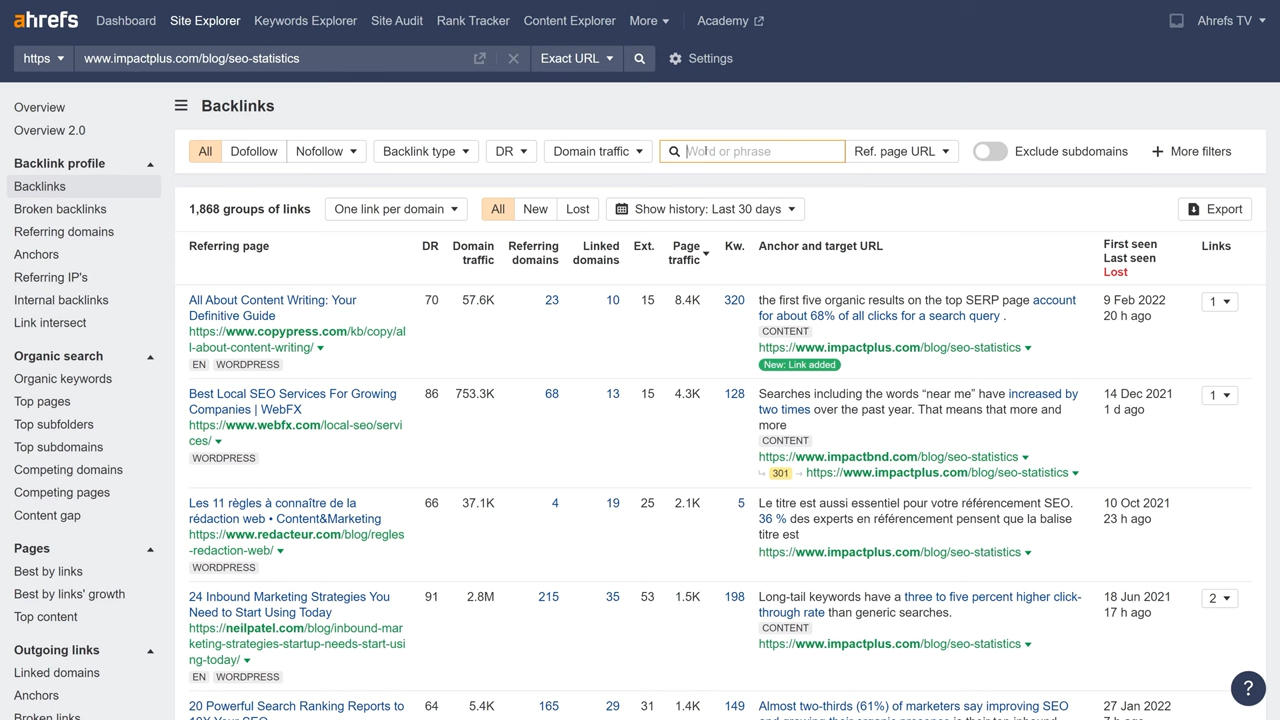 ahrefs Dashboard Site Explorer Keywords Explorer Site Audit Rank Tracker Content Explorer More Academy Ahrefs TV
https www.impactplus.com/blog/seo-statistics Exact URL Settings
Overview
Overview 2.0
Backlink profile
Backlinks
Broken backlinks
Referring domains
Anchors
Referring IP's
Internal backlinks
Link intersect
Organic search
Organic keywords
Top pages
Top subfolders
Top subdomains
Competing domains
Competing pages
Content gap
Pages
Best by links
Best by links' growth
Top content
Outgoing links
Linked domains
Anchors
Broken links
Backlinks
All Dofollow Nofollow Backlink type DR Domain traffic Word or phrase Ref. page URL Exclude subdomains + More filters
1,868 groups of links One link per domain All New Lost Show history: Last 30 days Export
Referring page DR Domain traffic Referring domains Linked domains Ext. Page traffic Kw. Anchor and target URL First seen Last seen Lost Links
All About Content Writing: Your Definitive Guide
https://www.copypress.com/kb/copy/al
l-about-content-writing/
EN WORDPRESS
70 57.6K 23 10 15 8.4K 320
the first five organic results on the top SERP page account
for about 68% of all clicks for a search query .
CONTENT
https://www.impactplus.com/blog/seo-statistics
New: Link added
9 Feb 2022
20 h ago
1
Best Local SEO Services For Growing
Companies | WebFX
https://www.webfx.com/local-seo/servi
ces/
WORDPRESS
86 753.3K 68 13 15 4.3K 128
Searches including the words “near me” have increased by
two times over the past year. That means that more and
more
CONTENT
https://www.impactbnd.com/blog/seo-statistics
301 → https://www.impactplus.com/blog/seo-statistics
14 Dec 2021
1 d ago
1
Les 11 règles à connaître de la
rédaction web • Content&Marketing
https://www.redacteur.com/blog/regles
-redaction-web/
WORDPRESS
66 37.1K 4 19 25 2.1K 5
Le titre est aussi essentiel pour votre référencement SEO.
36 % des experts en référencement pensent que la balise
titre est
https://www.impactplus.com/blog/seo-statistics
10 Oct 2021
23 h ago
24 Inbound Marketing Strategies You
Need to Start Using Today
https://neilpatel.com/blog/inbound-mar
keting-strategies-startup-needs-start-usi
ng-today/
EN WORDPRESS
91 2.8M 215 35 53 1.5K 198
Long-tail keywords have a three to five percent higher click-
through rate than generic searches.
CONTENT
https://www.impactplus.com/blog/seo-statistics
18 Jun 2021
17 h ago
2
20 Powerful Search Ranking Reports to
64 5.4K 165 29 31 1.4K 149
Almost two-thirds (61%) of marketers say improving SEO
27 Jan 2022
?